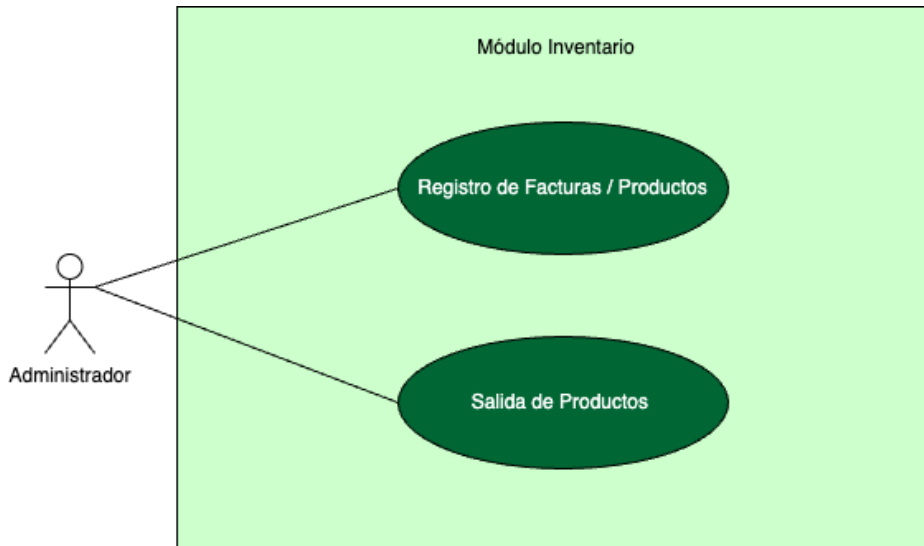 Módulo Inventario
Registro de Facturas / Productos
Administrador
Salida de Productos